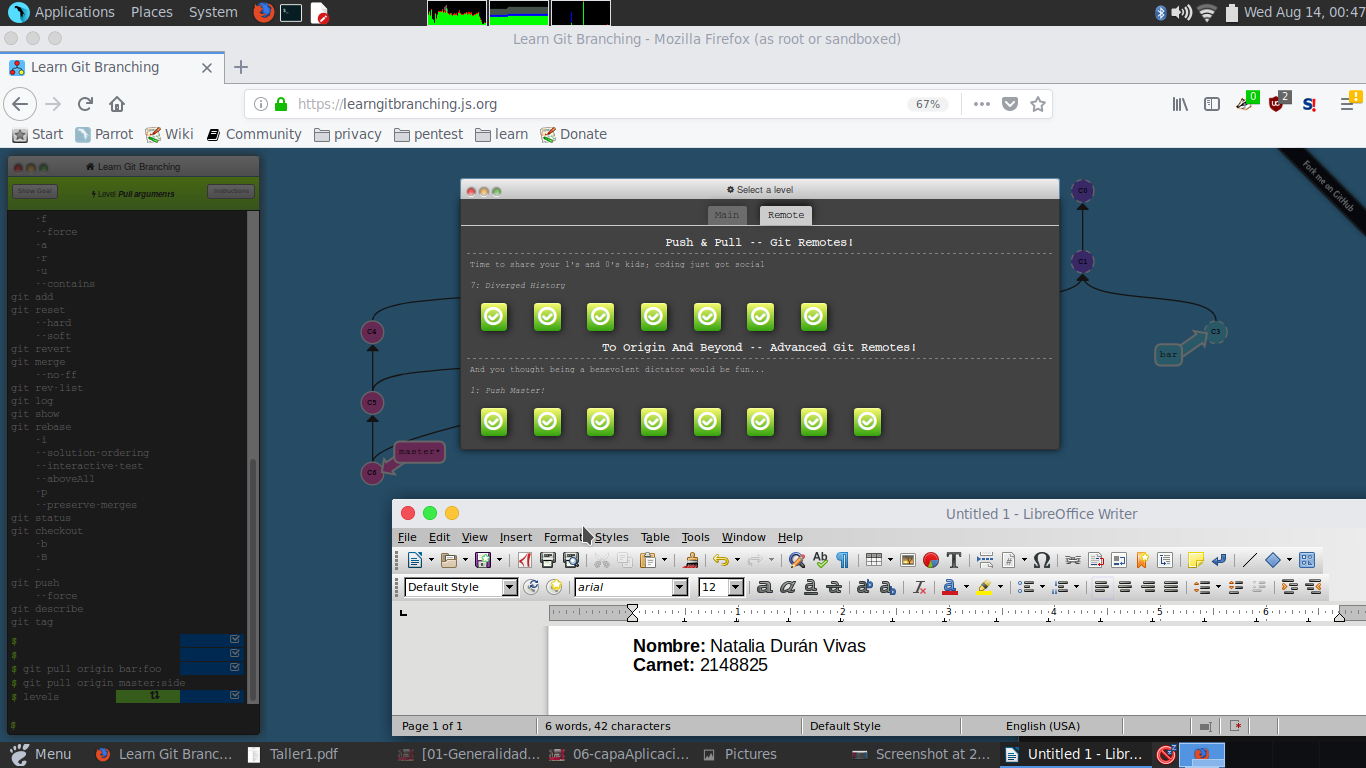 Applications Places System Wed Aug 14, 00:47
Learn Git Branching - Mozilla Firefox (as root or sandboxed)
Learn Git Branching
https://learngitbranching.js.org 67% 0 2 S!
Start Parrot Wiki Community privacy pentest learn Donate
Learn Git Branching
Show Goal Level Pull arguments Instructions
-f
--force
-a
-r
-u
--contains
git add
git reset
--hard
--soft
git revert
git merge
--no-ff
git rev-list
git log
git show
git rebase
-i
--solution-ordering
--interactive-test
--aboveAll
-p
--preserve-merges
git status
git checkout
-b
-B
-
git push
--force
git describe
git tag
$
$
$ git pull origin bar:foo
$ git pull origin master:side
$ levels
$
Select a level
Main Remote
Push & Pull -- Git Remotes!
Time to share your 1's and 0's kids; coding just got social
7: Diverged History
To Origin And Beyond -- Advanced Git Remotes!
And you thought being a benevolent dictator would be fun...
1: Push Master!
C4
C5
C6
master*
C0
C1
C3
bar
Fork me on GitHub
Untitled 1 - LibreOffice Writer
File Edit View Insert Format Styles Table Tools Window Help
Default Style arial 12
1 2 3 4 5 6
Nombre: Natalia Durán Vivas
Carnet: 2148825
Page 1 of 1 6 words, 42 characters Default Style English (USA)
Menu Learn Git Branc... Taller1.pdf [01-Generalidad... 06-capaAplicaci... Pictures Screenshot at 2... Untitled 1 - Libr...